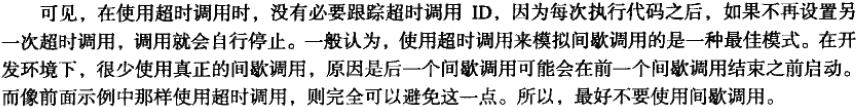 可见，在使用超时调用时，没有必要跟踪超时调用 ID，因为每次执行代码之后，如果不再设置另
一次超时调用，调用就会自行停止。一般认为，使用超时调用来模拟间歇调用的是一种最佳模式。在开
发环境下，很少使用真正的间歇调用，原因是后一个间歇调用可能会在前一个间歇调用结束之前启动。
而像前面示例中那样使用超时调用，则完全可以避免这一点。所以，最好不要使用间歇调用。